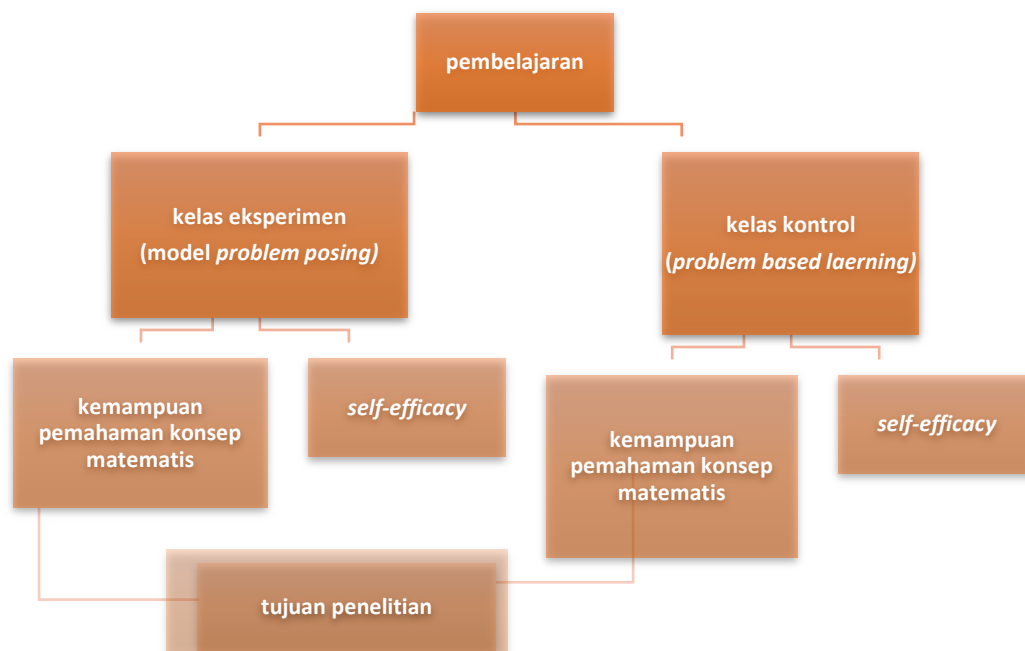 pembelajaran
kelas eksperimen
(model problem posing)
kelas kontrol
(problem based laerning)
kemampuan
pemahaman konsep
matematis
self-efficacy
kemampuan
pemahaman konsep
matematis
self-efficacy
tujuan penelitian